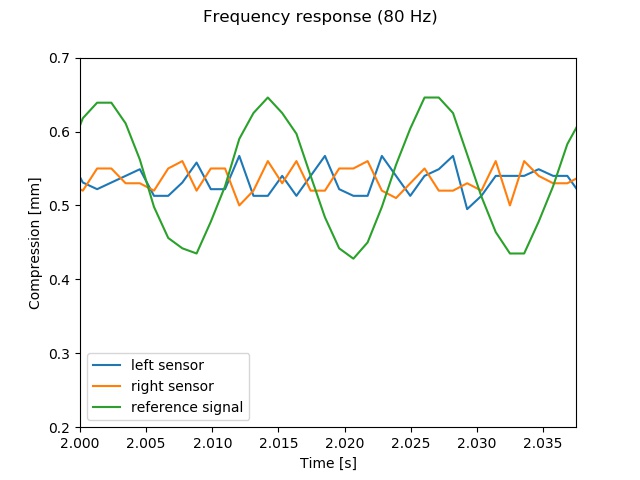 Frequency response (80 Hz)
0.7
0.6
0.5
0.4
0.3
0.2
Compression [mm]
left sensor
right sensor
reference signal
2.000 2.005 2.010 2.015 2.020 2.025 2.030 2.035
Time [s]